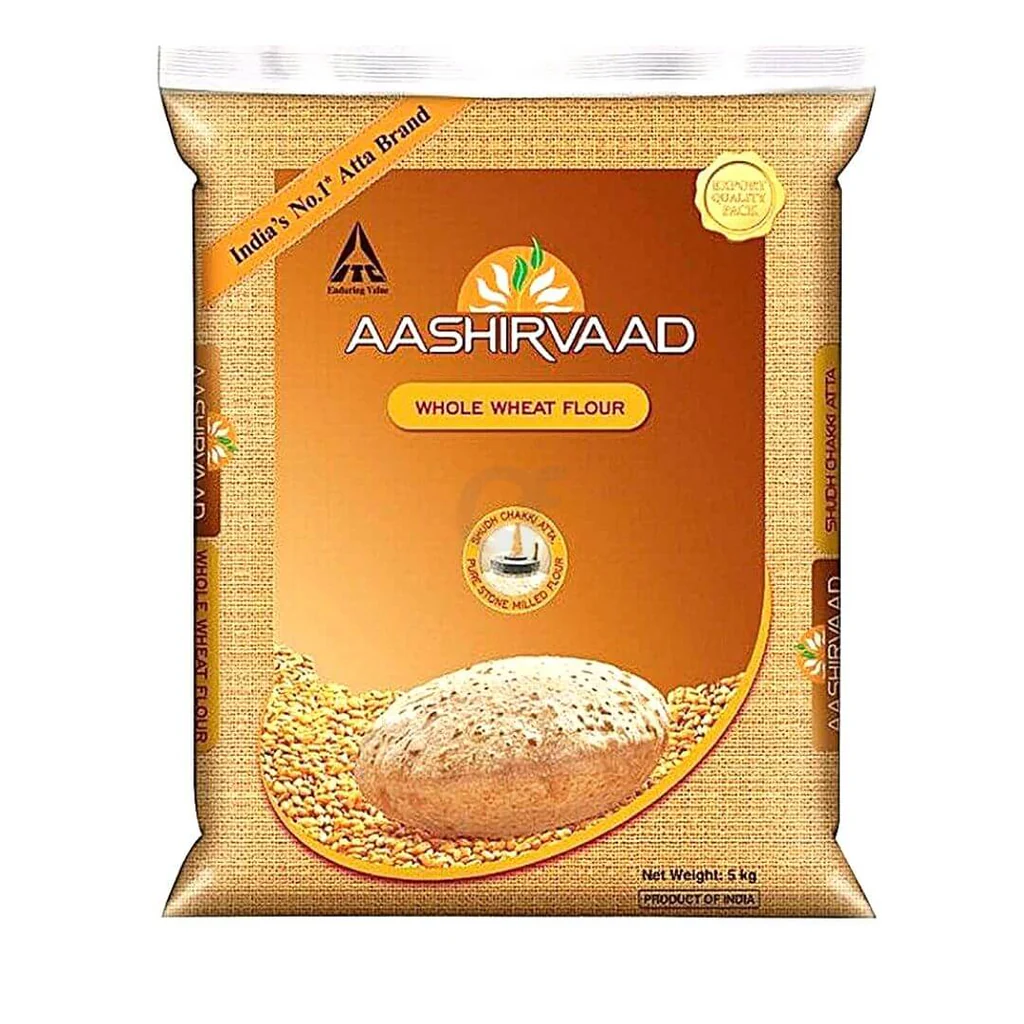 India's No.1* Atta Brand
EXPORT
QUALITY
PACK
ITC
Enduring Value
AASHIRVAAD
WHOLE WHEAT FLOUR
SHUDH CHAKKI ATTA
PURE STONE MILLED FLOUR
AASHIRVAAD
WHOLE WHEAT FLOUR
SHUDH CHAKKI ATTA
AASHIRVAAD
Net Weight: 5 kg
PRODUCT OF INDIA